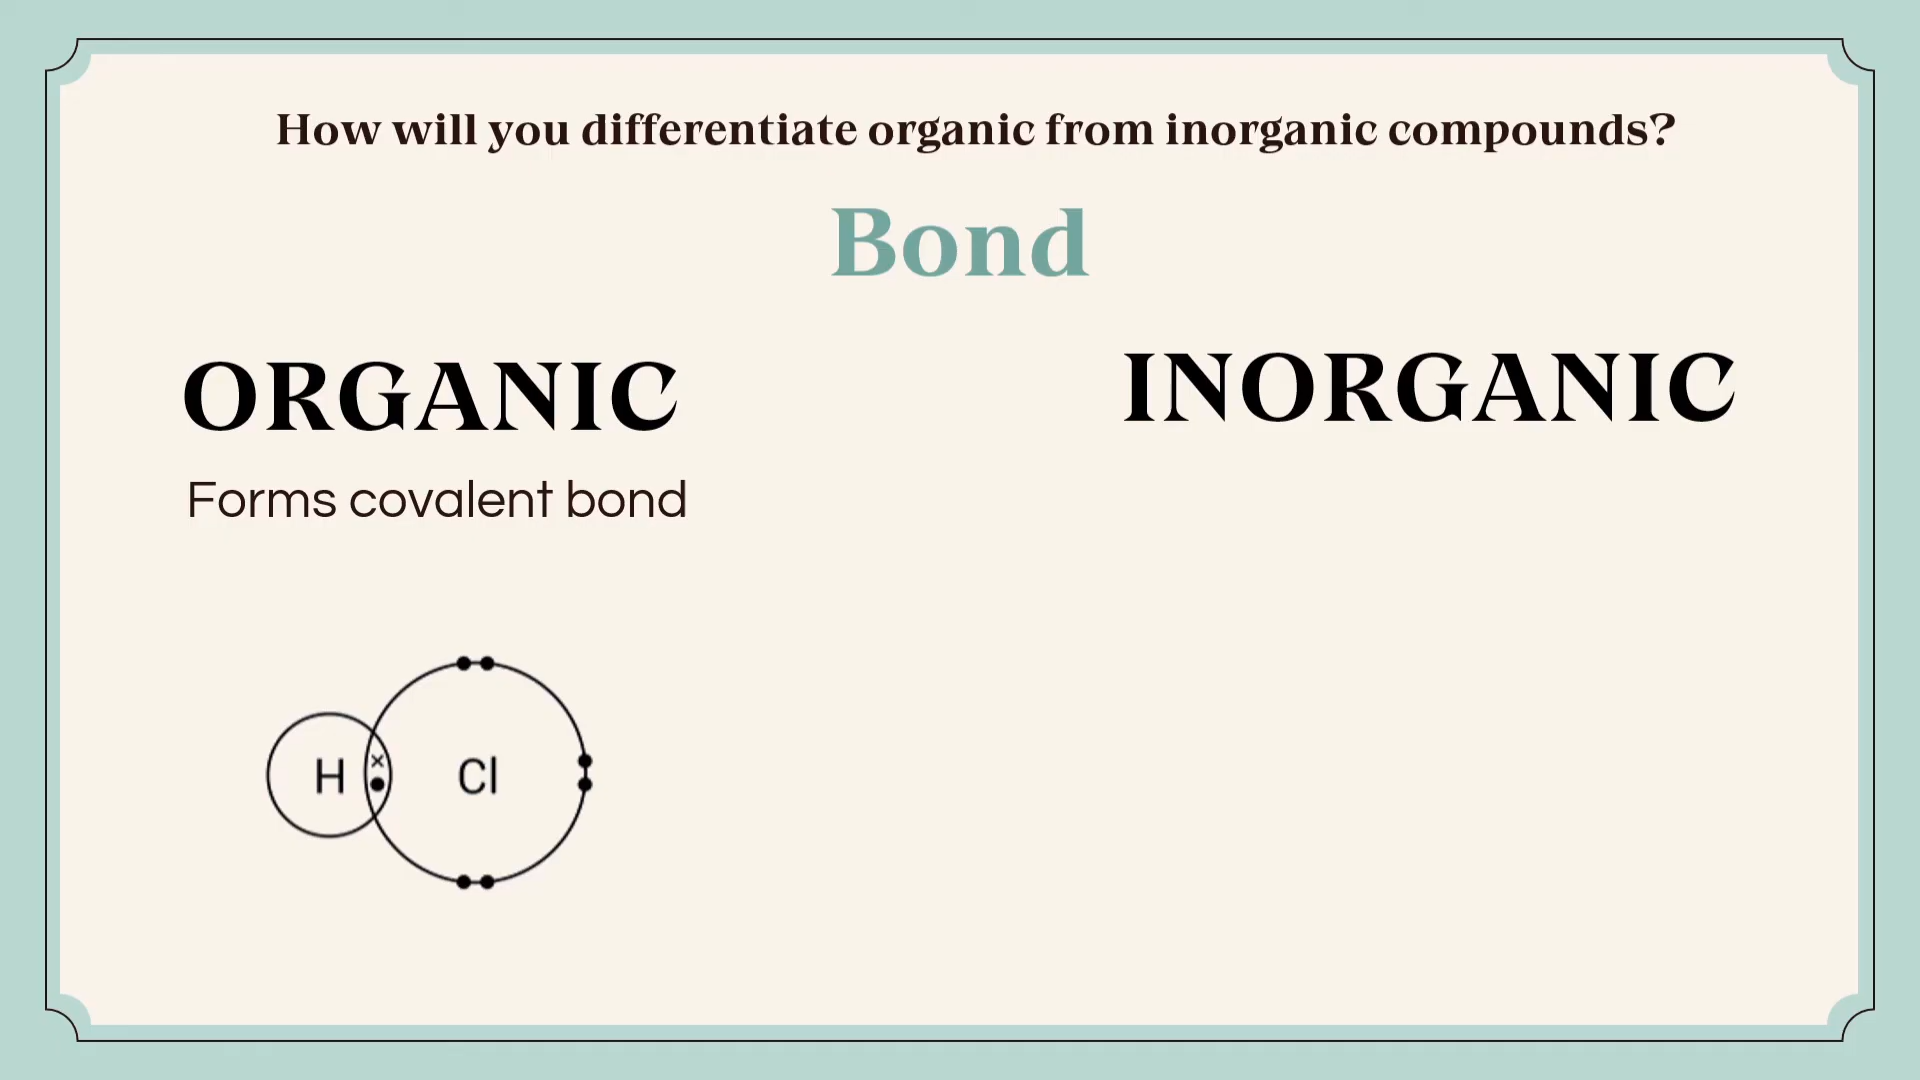 How will you differentiate organic from inorganic compounds?
Bond
ORGANIC
INORGANIC
Forms covalent bond
H
Cl